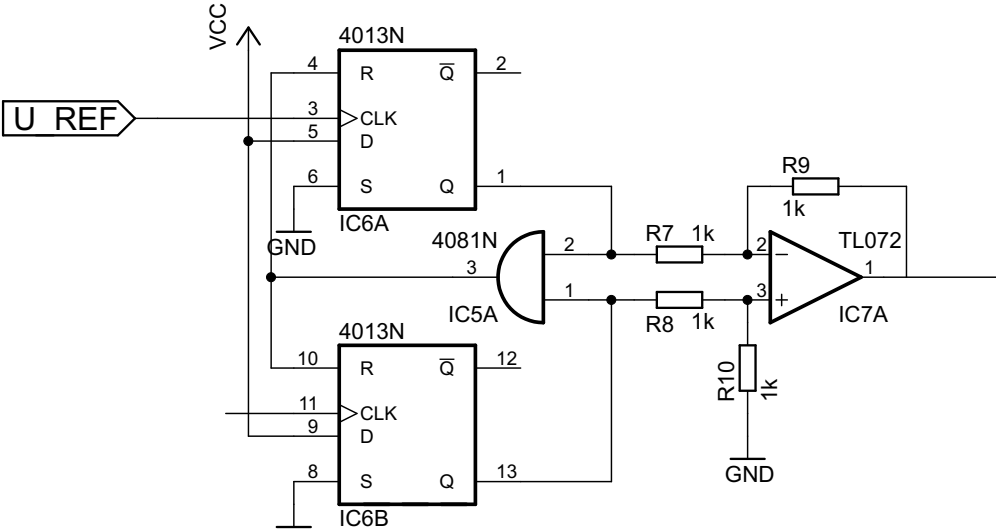 VCC
4013N
4
R
Q
2
U_REF
3
CLK
5
D
6
S
Q
1
R9
1k
GND
IC6A
4081N
2
R7
1k
2
−
TL072
3
1
IC5A
1
R8
1k
3
+
1
IC7A
4013N
10
R
Q
12
R10
1k
11
CLK
9
D
GND
8
S
Q
13
IC6B